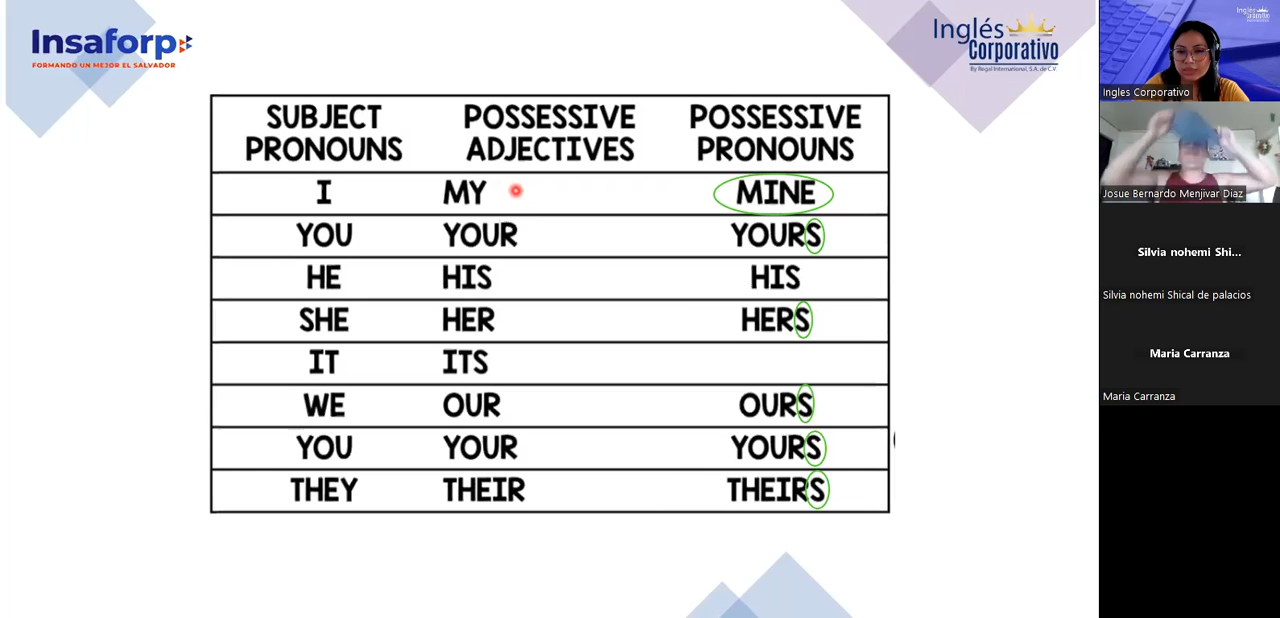 Insaforp
FORMANDO UN MEJOR EL SALVADOR
Inglés
Corporativo
By Regal International, S.A. de C.V.
SUBJECT PRONOUNS POSSESSIVE ADJECTIVES POSSESSIVE PRONOUNS
I MY MINE
YOU YOUR YOURS
HE HIS HIS
SHE HER HERS
IT ITS
WE OUR OURS
YOU YOUR YOURS
THEY THEIR THEIRS
Ingles Corporativo
Josue Bernardo Menjivar Diaz
Silvia nohemi Shi...
Silvia nohemi Shical de palacios
Maria Carranza
Maria Carranza